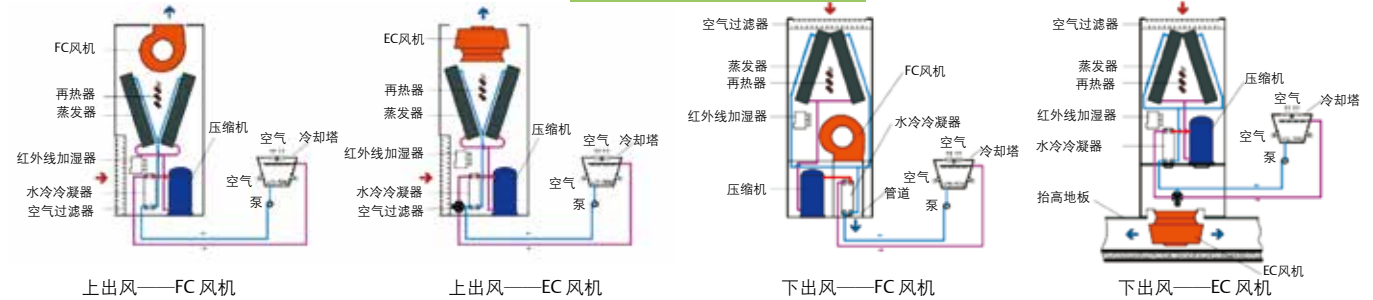 FC风机
再热器
蒸发器
红外线加湿器
水冷冷凝器
空气过滤器
压缩机
空气
冷却塔
空气
泵
上出风——FC 风机
EC风机
再热器
蒸发器
红外线加湿器
水冷冷凝器
空气过滤器
压缩机
空气
冷却塔
空气
泵
上出风——EC 风机
空气过滤器
蒸发器
再热器
红外线加湿器
压缩机
FC风机
水冷冷凝器
空气
冷却塔
空气
管道
泵
下出风——FC 风机
空气过滤器
蒸发器
再热器
红外线加湿器
水冷冷凝器
抬高地板
压缩机
空气
冷却塔
空气
泵
EC风机
下出风——EC 风机